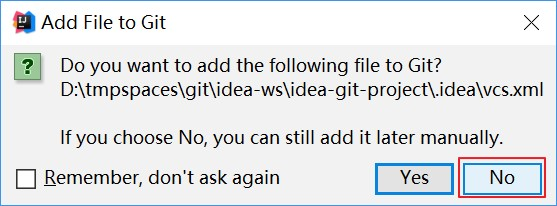 Add File to Git
Do you want to add the following file to Git?
D:\tmpspaces\git\idea-ws\idea-git-project\.idea\vcs.xml
If you choose No, you can still add it later manually.
Remember, don't ask again
Yes
No